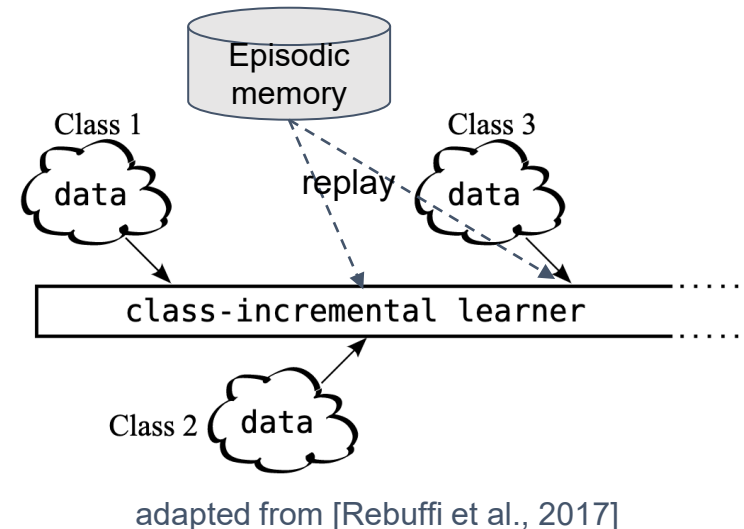 Episodic
memory
Class 1
Class 3
data
replay
data
class-incremental learner
Class 2
data
adapted from [Rebuffi et al., 2017]